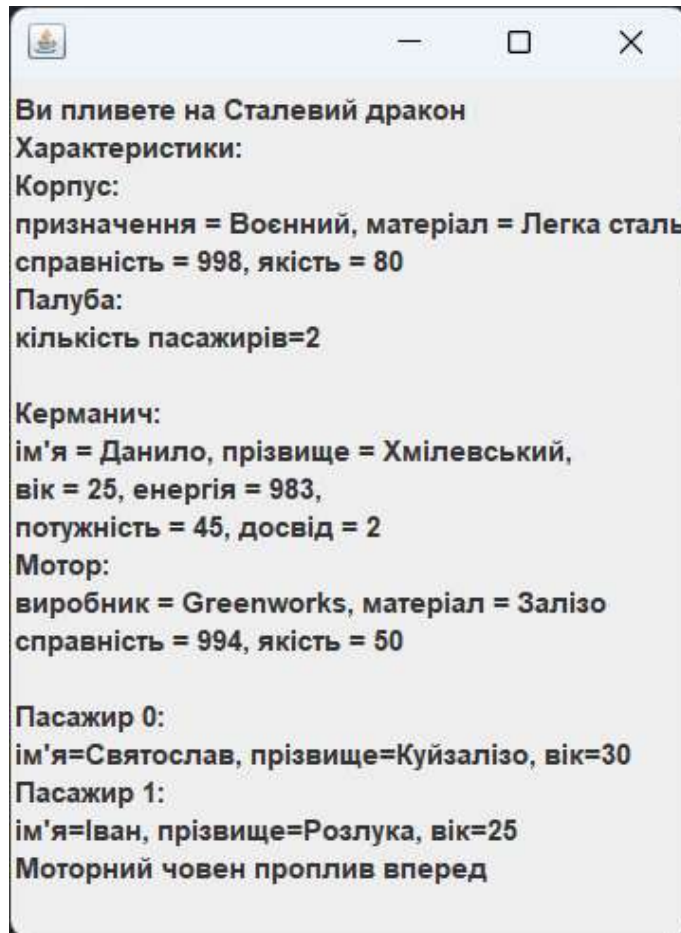 Ви пливете на Сталевий дракон
Характеристики:
Корпус:
призначення = Воєнний, матеріал = Легка сталь
справність = 998, якість = 80
Палуба:
кількість пасажирів=2
Керманич:
ім'я = Данило, прізвище = Хмілевський,
вік = 25, енергія = 983,
потужність = 45, досвід = 2
Мотор:
виробник = Greenworks, матеріал = Залізо
справність = 994, якість = 50
Пасажир 0:
ім'я=Святослав, прізвище=Куйзалізо, вік=30
Пасажир 1:
ім'я=Іван, прізвище=Розлука, вік=25
Моторний човен проплив вперед